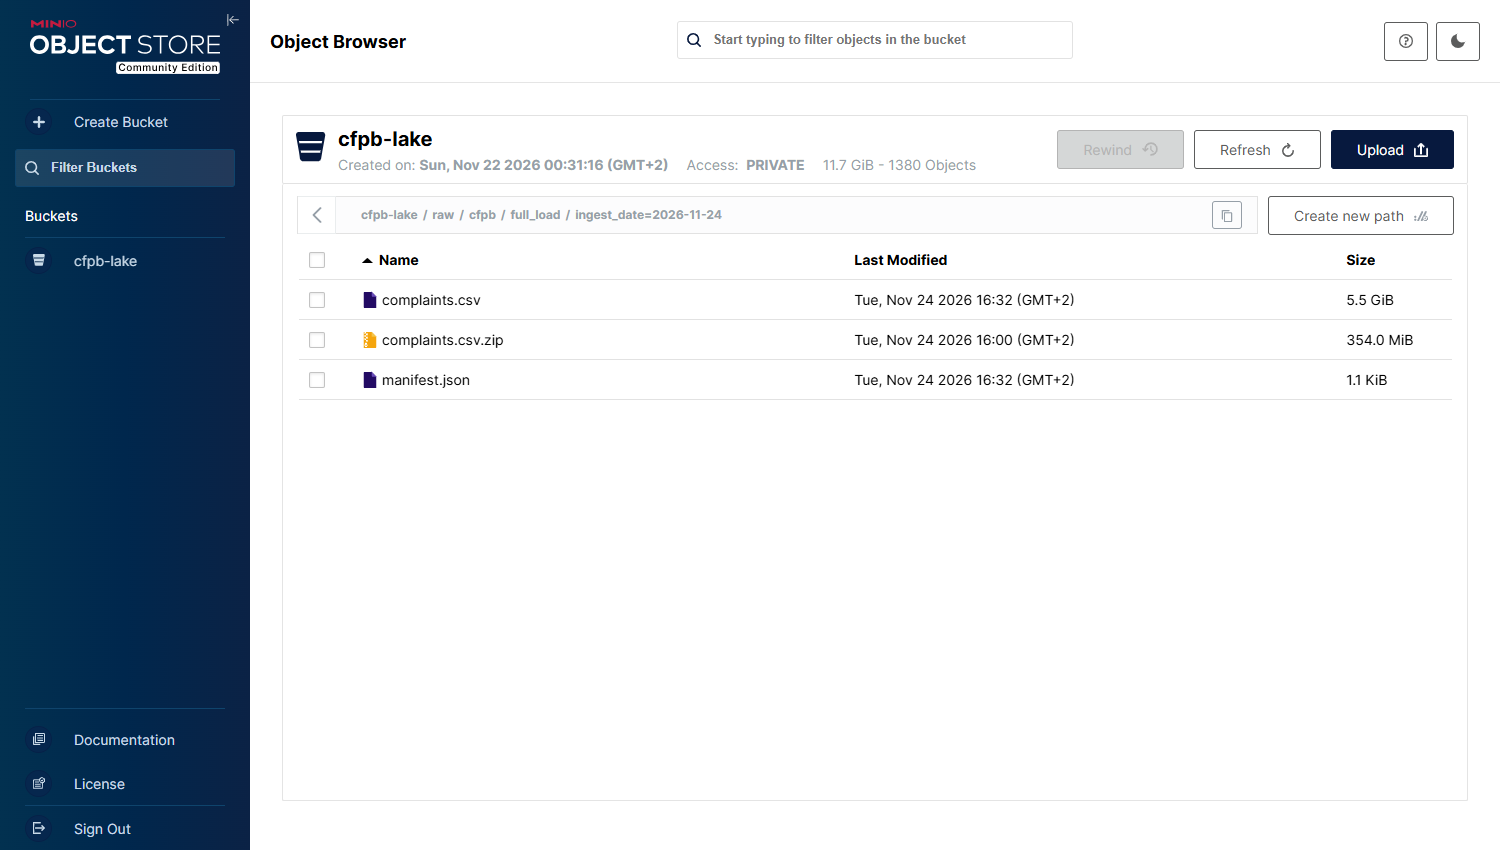 MINIO
OBJECT STORE
Community Edition
Create Bucket
Filter Buckets
Buckets
cfpb-lake
Documentation
License
Sign Out
Object Browser
Start typing to filter objects in the bucket
cfpb-lake
Created on: Sun, Nov 22 2026 00:31:16 (GMT+2) Access: PRIVATE 11.7 GiB - 1380 Objects
Rewind
Refresh
Upload
cfpb-lake / raw / cfpb / full_load / ingest_date=2026-11-24
Create new path
Name Last Modified Size
complaints.csv Tue, Nov 24 2026 16:32 (GMT+2) 5.5 GiB
complaints.csv.zip Tue, Nov 24 2026 16:00 (GMT+2) 354.0 MiB
manifest.json Tue, Nov 24 2026 16:32 (GMT+2) 1.1 KiB